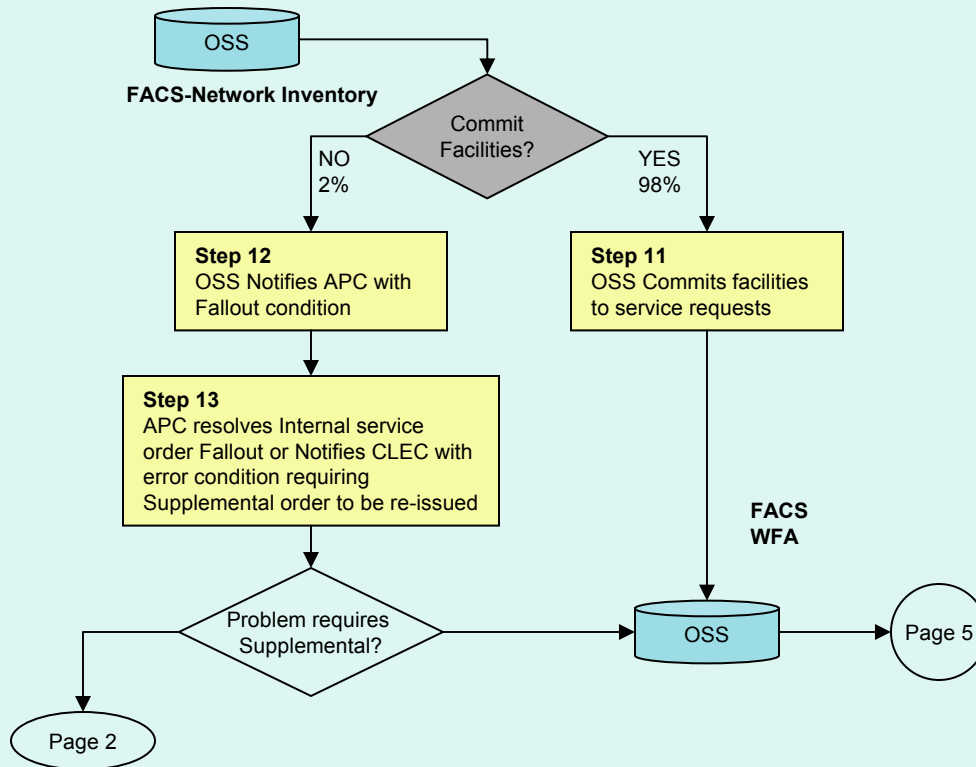 OSS
FACS-Network Inventory
Commit
Facilities?
NO
2%
YES
98%
Step 12
OSS Notifies APC with
Fallout condition
Step 11
OSS Commits facilities
to service requests
Step 13
APC resolves Internal service
order Fallout or Notifies CLEC with
error condition requiring
Supplemental order to be re-issued
FACS
WFA
Problem requires
Supplemental?
OSS
Page 5
Page 2